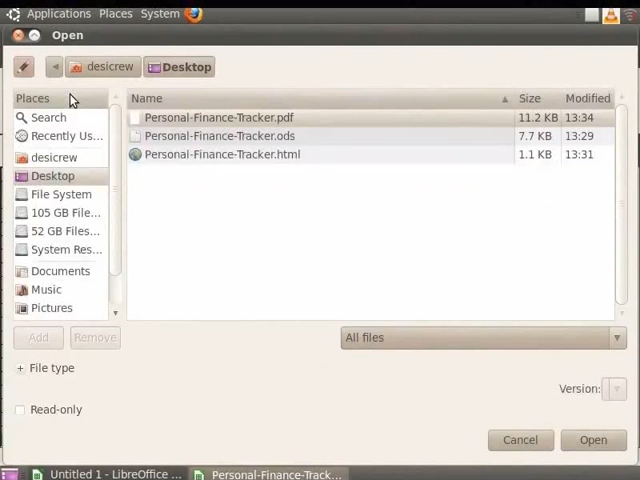 Applications Places System
Open
desicrew Desktop
Places Name Size Modified
Search Personal-Finance-Tracker.pdf 11.2 KB 13:34
Recently Us... Personal-Finance-Tracker.ods 7.7 KB 13:29
Personal-Finance-Tracker.html 1.1 KB 13:31
desicrew
Desktop
File System
105 GB File...
52 GB Files...
System Res...
Documents
Music
Pictures
Add Remove All files
File type
Version:
Read-only
Cancel Open
Untitled 1 - LibreOffice ... Personal-Finance-Track...